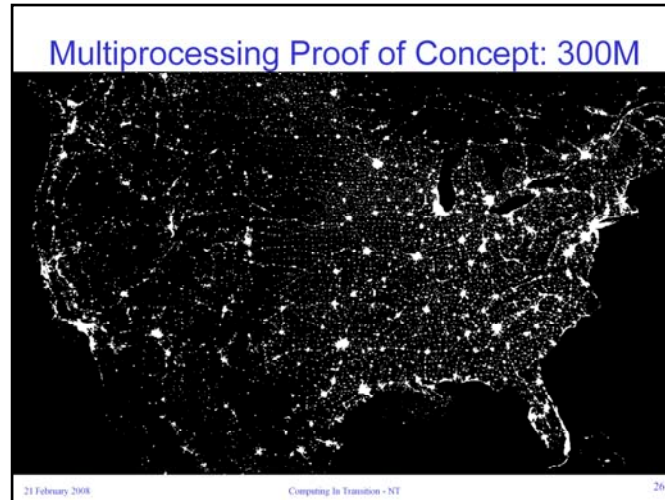 Multiprocessing Proof of Concept: 300M
21 February 2008
Computing In Transition - NT
26